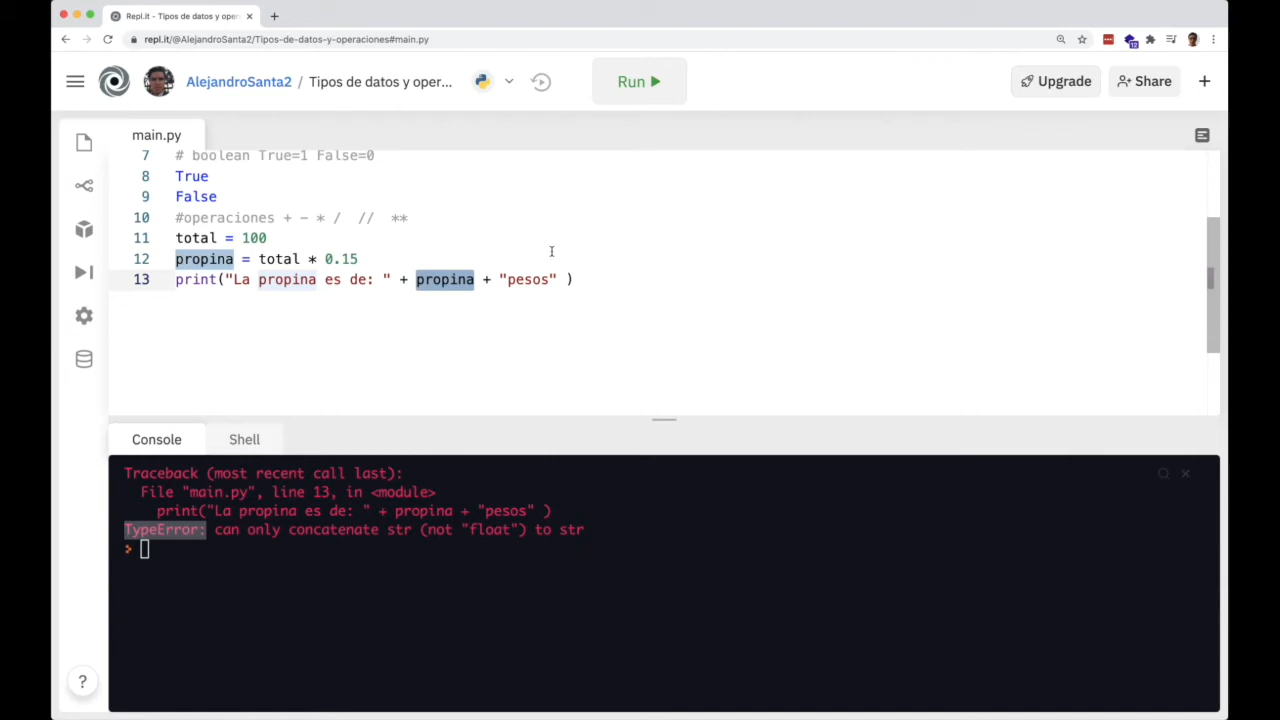 Repl.it - Tipos de datos y oper
repl.it/@AlejandroSanta2/Tipos-de-datos-y-operaciones#main.py
12
AlejandroSanta2 / Tipos de datos y oper...
Run
Upgrade
Share
main.py
7 # boolean True=1 False=0
8 True
9 False
10 #operaciones + - * / // **
11 total = 100
12 propina = total * 0.15
13 print("La propina es de: " + propina + "pesos" )
Console
Shell
Traceback (most recent call last):
File "main.py", line 13, in <module>
print("La propina es de: " + propina + "pesos" )
TypeError: can only concatenate str (not "float") to str
>
?